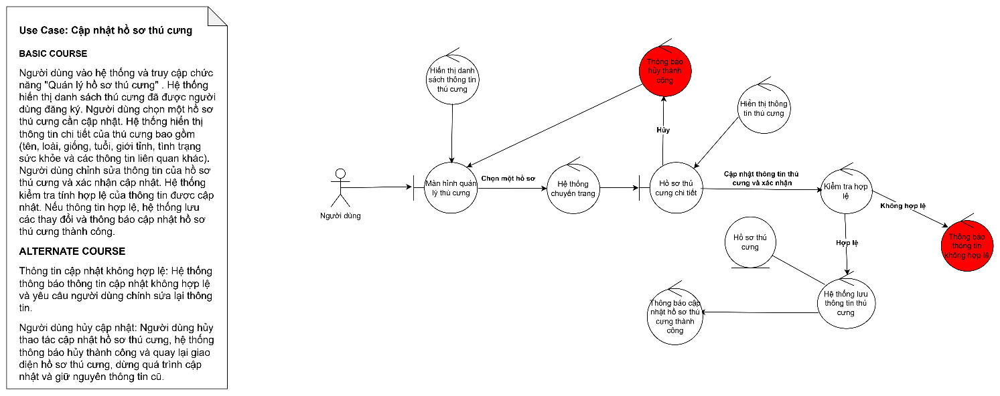 Use Case: Cập nhật hồ sơ thú cưng
BASIC COURSE
Người dùng vào hệ thống và truy cập chức
năng "Quản lý hồ sơ thú cưng" . Hệ thống
hiển thị danh sách thú cưng đã được người
dùng đăng ký. Người dùng chọn một hồ sơ
thú cưng cần cập nhật. Hệ thống hiển thị
thông tin chi tiết của thú cưng bao gồm
(tên, loài, giống, tuổi, giới tính, tình trạng
sức khỏe và các thông tin liên quan khác).
Người dùng chỉnh sửa thông tin của hồ sơ
thú cưng và xác nhận cập nhật. Hệ thống
kiểm tra tính hợp lệ của thông tin được cập
nhật. Nếu thông tin hợp lệ, hệ thống lưu
các thay đổi và thông báo cập nhật hồ sơ
thú cưng thành công.
ALTERNATE COURSE
Thông tin cập nhật không hợp lệ: Hệ thống
thông báo thông tin cập nhật không hợp lệ
và yêu cầu người dùng chỉnh sửa lại thông
tin.
Người dùng hủy cập nhật: Người dùng hủy
thao tác cập nhật hồ sơ thú cưng, hệ thống
thông báo hủy thành công và quay lại giao
diện hồ sơ thú cưng, dừng quá trình cập
nhật và giữ nguyên thông tin cũ.
Người dùng
Hiển thị danh
sách thông tin
thú cưng
Màn hình quản
lý thú cưng
Chọn một hồ sơ
Hệ thống
chuyển trang
Thông báo
hủy thành
công
Hủy
Hiển thị thông
tin thú cưng
Hồ sơ thú
cưng chi tiết
Cập nhật thông tin thú
cưng và xác nhận
Kiểm tra hợp
lệ
Không hợp lệ
Thông báo
thông tin
không hợp lệ
Hợp lệ
Hồ sơ thú
cưng
Hệ thống lưu
thông tin thú
cưng
Thông báo cập
nhật hồ sơ thú
cưng thành
công